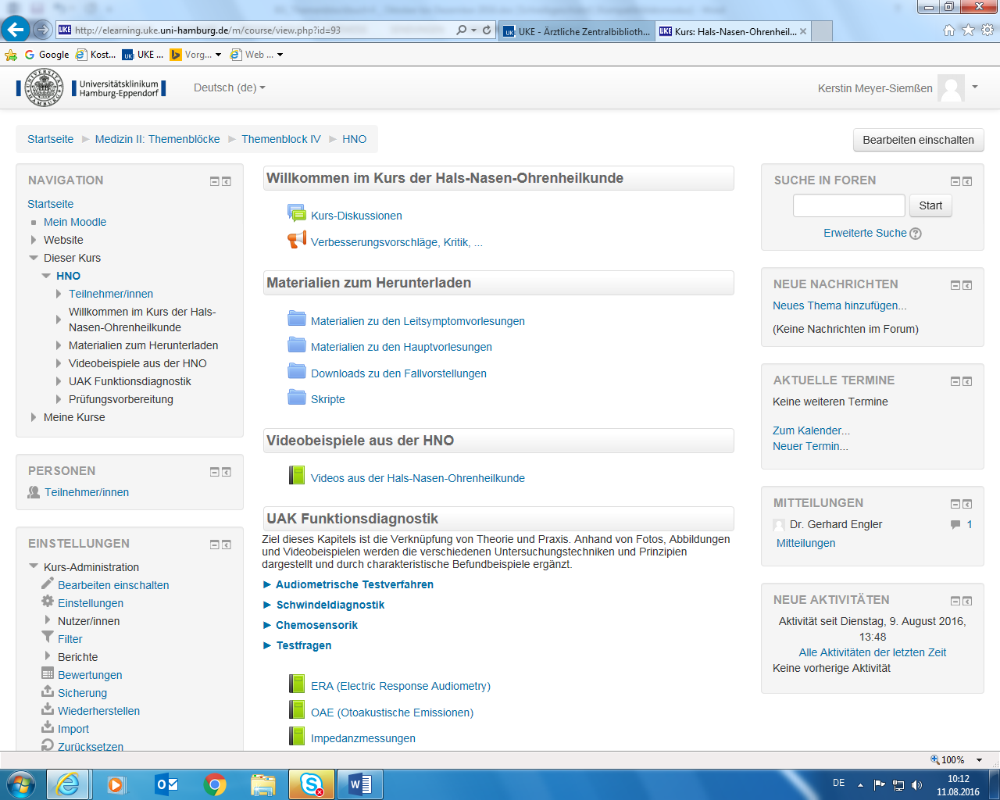 http://elearning.uke.uni-hamburg.de/m/course/view.php?id=93
UKE - Ärztliche Zentralbiblioth...
Kurs: Hals-Nasen-Ohrenheil...
Google
Kost...
UKE ...
Vorg...
Web ...
Universitätsklinikum
Hamburg-Eppendorf
Deutsch (de)
Kerstin Meyer-Siemßen
Startseite
Medizin II: Themenblöcke
Themenblock IV
HNO
Bearbeiten einschalten
NAVIGATION
Startseite
Mein Moodle
Website
Dieser Kurs
HNO
Teilnehmer/innen
Willkommen im Kurs der Hals-
Nasen-Ohrenheilkunde
Materialien zum Herunterladen
Videobeispiele aus der HNO
UAK Funktionsdiagnostik
Prüfungsvorbereitung
Meine Kurse
PERSONEN
Teilnehmer/innen
EINSTELLUNGEN
Kurs-Administration
Bearbeiten einschalten
Einstellungen
Nutzer/innen
Filter
Berichte
Bewertungen
Sicherung
Wiederherstellen
Import
Zurücksetzen
Willkommen im Kurs der Hals-Nasen-Ohrenheilkunde
Kurs-Diskussionen
Verbesserungsvorschläge, Kritik, ...
Materialien zum Herunterladen
Materialien zu den Leitsymptomvorlesungen
Materialien zu den Hauptvorlesungen
Downloads zu den Fallvorstellungen
Skripte
Videobeispiele aus der HNO
Videos aus der Hals-Nasen-Ohrenheilkunde
UAK Funktionsdiagnostik
Ziel dieses Kapitels ist die Verknüpfung von Theorie und Praxis. Anhand von Fotos, Abbildungen
und Videobeispielen werden die verschiedenen Untersuchungstechniken und Prinzipien
dargestellt und durch charakteristische Befundbeispiele ergänzt.
Audiometrische Testverfahren
Schwindeldiagnostik
Chemosensorik
Testfragen
ERA (Electric Response Audiometry)
OAE (Otoakustische Emissionen)
Impedanzmessungen
SUCHE IN FOREN
Start
Erweiterte Suche
NEUE NACHRICHTEN
Neues Thema hinzufügen...
(Keine Nachrichten im Forum)
AKTUELLE TERMINE
Keine weiteren Termine
Zum Kalender...
Neuer Termin...
MITTEILUNGEN
Dr. Gerhard Engler 1
Mitteilungen
NEUE AKTIVITÄTEN
Aktivität seit Dienstag, 9. August 2016,
13:48
Alle Aktivitäten der letzten Zeit
Keine vorherige Aktivität
100%
DE
10:12
11.08.2016